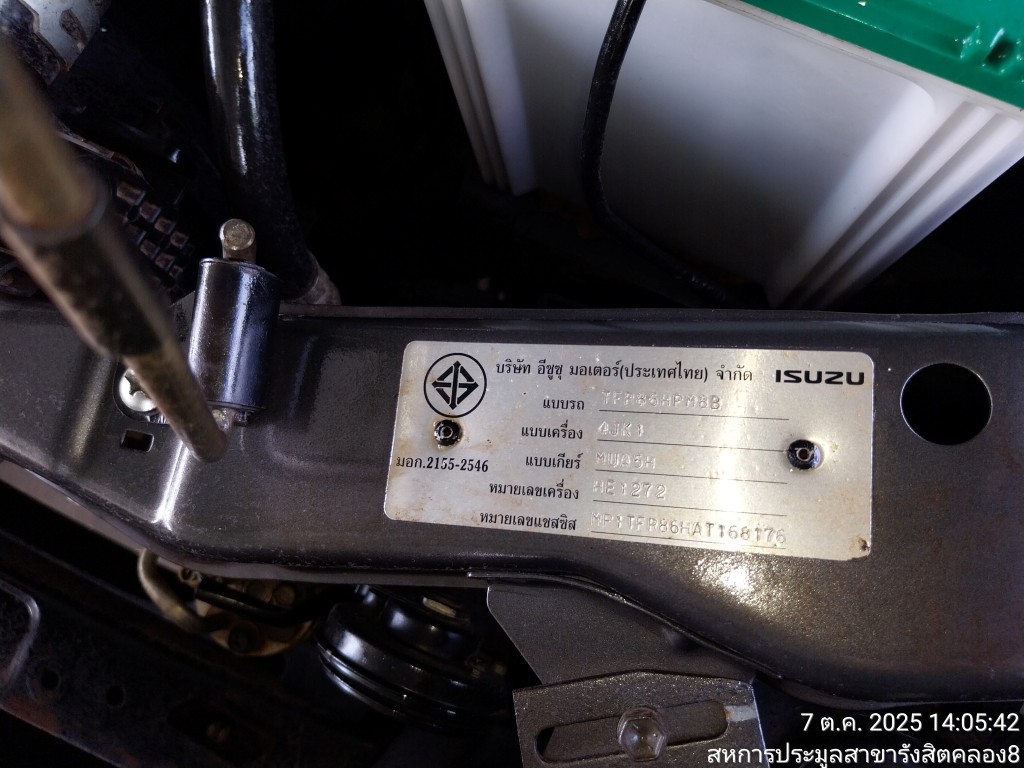 บริษัท อีซูซุ มอเตอร์(ประเทศไทย) จำกัด ISUZU
แบบรถ TFR86HPM6B
แบบเครื่อง 4JK1
แบบเกียร์ MUQ5H
มอก.2155-2546
หมายเลขเครื่อง HE1272
หมายเลขแชสซิส MP1TFR86HAT168176
7 ต.ค. 2025 14:05:42
สหการประมูลสาขารังสิตคลอง8